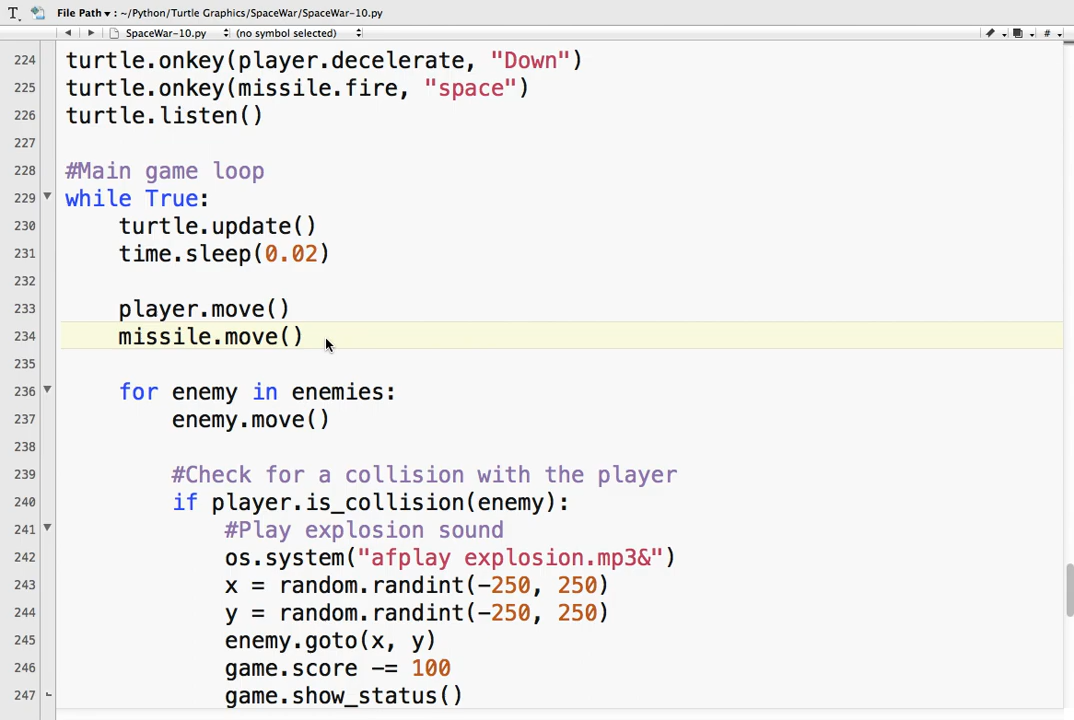 File Path ▾ : ~/Python/Turtle Graphics/SpaceWar/SpaceWar-10.py
SpaceWar-10.py (no symbol selected) #
224 turtle.onkey(player.decelerate, "Down")
225 turtle.onkey(missile.fire, "space")
226 turtle.listen()
227
228 #Main game loop
229 while True:
230     turtle.update()
231     time.sleep(0.02)
232
233     player.move()
234     missile.move()
235
236     for enemy in enemies:
237         enemy.move()
238
239         #Check for a collision with the player
240         if player.is_collision(enemy):
241             #Play explosion sound
242             os.system("afplay explosion.mp3&")
243             x = random.randint(-250, 250)
244             y = random.randint(-250, 250)
245             enemy.goto(x, y)
246             game.score -= 100
247             game.show_status()